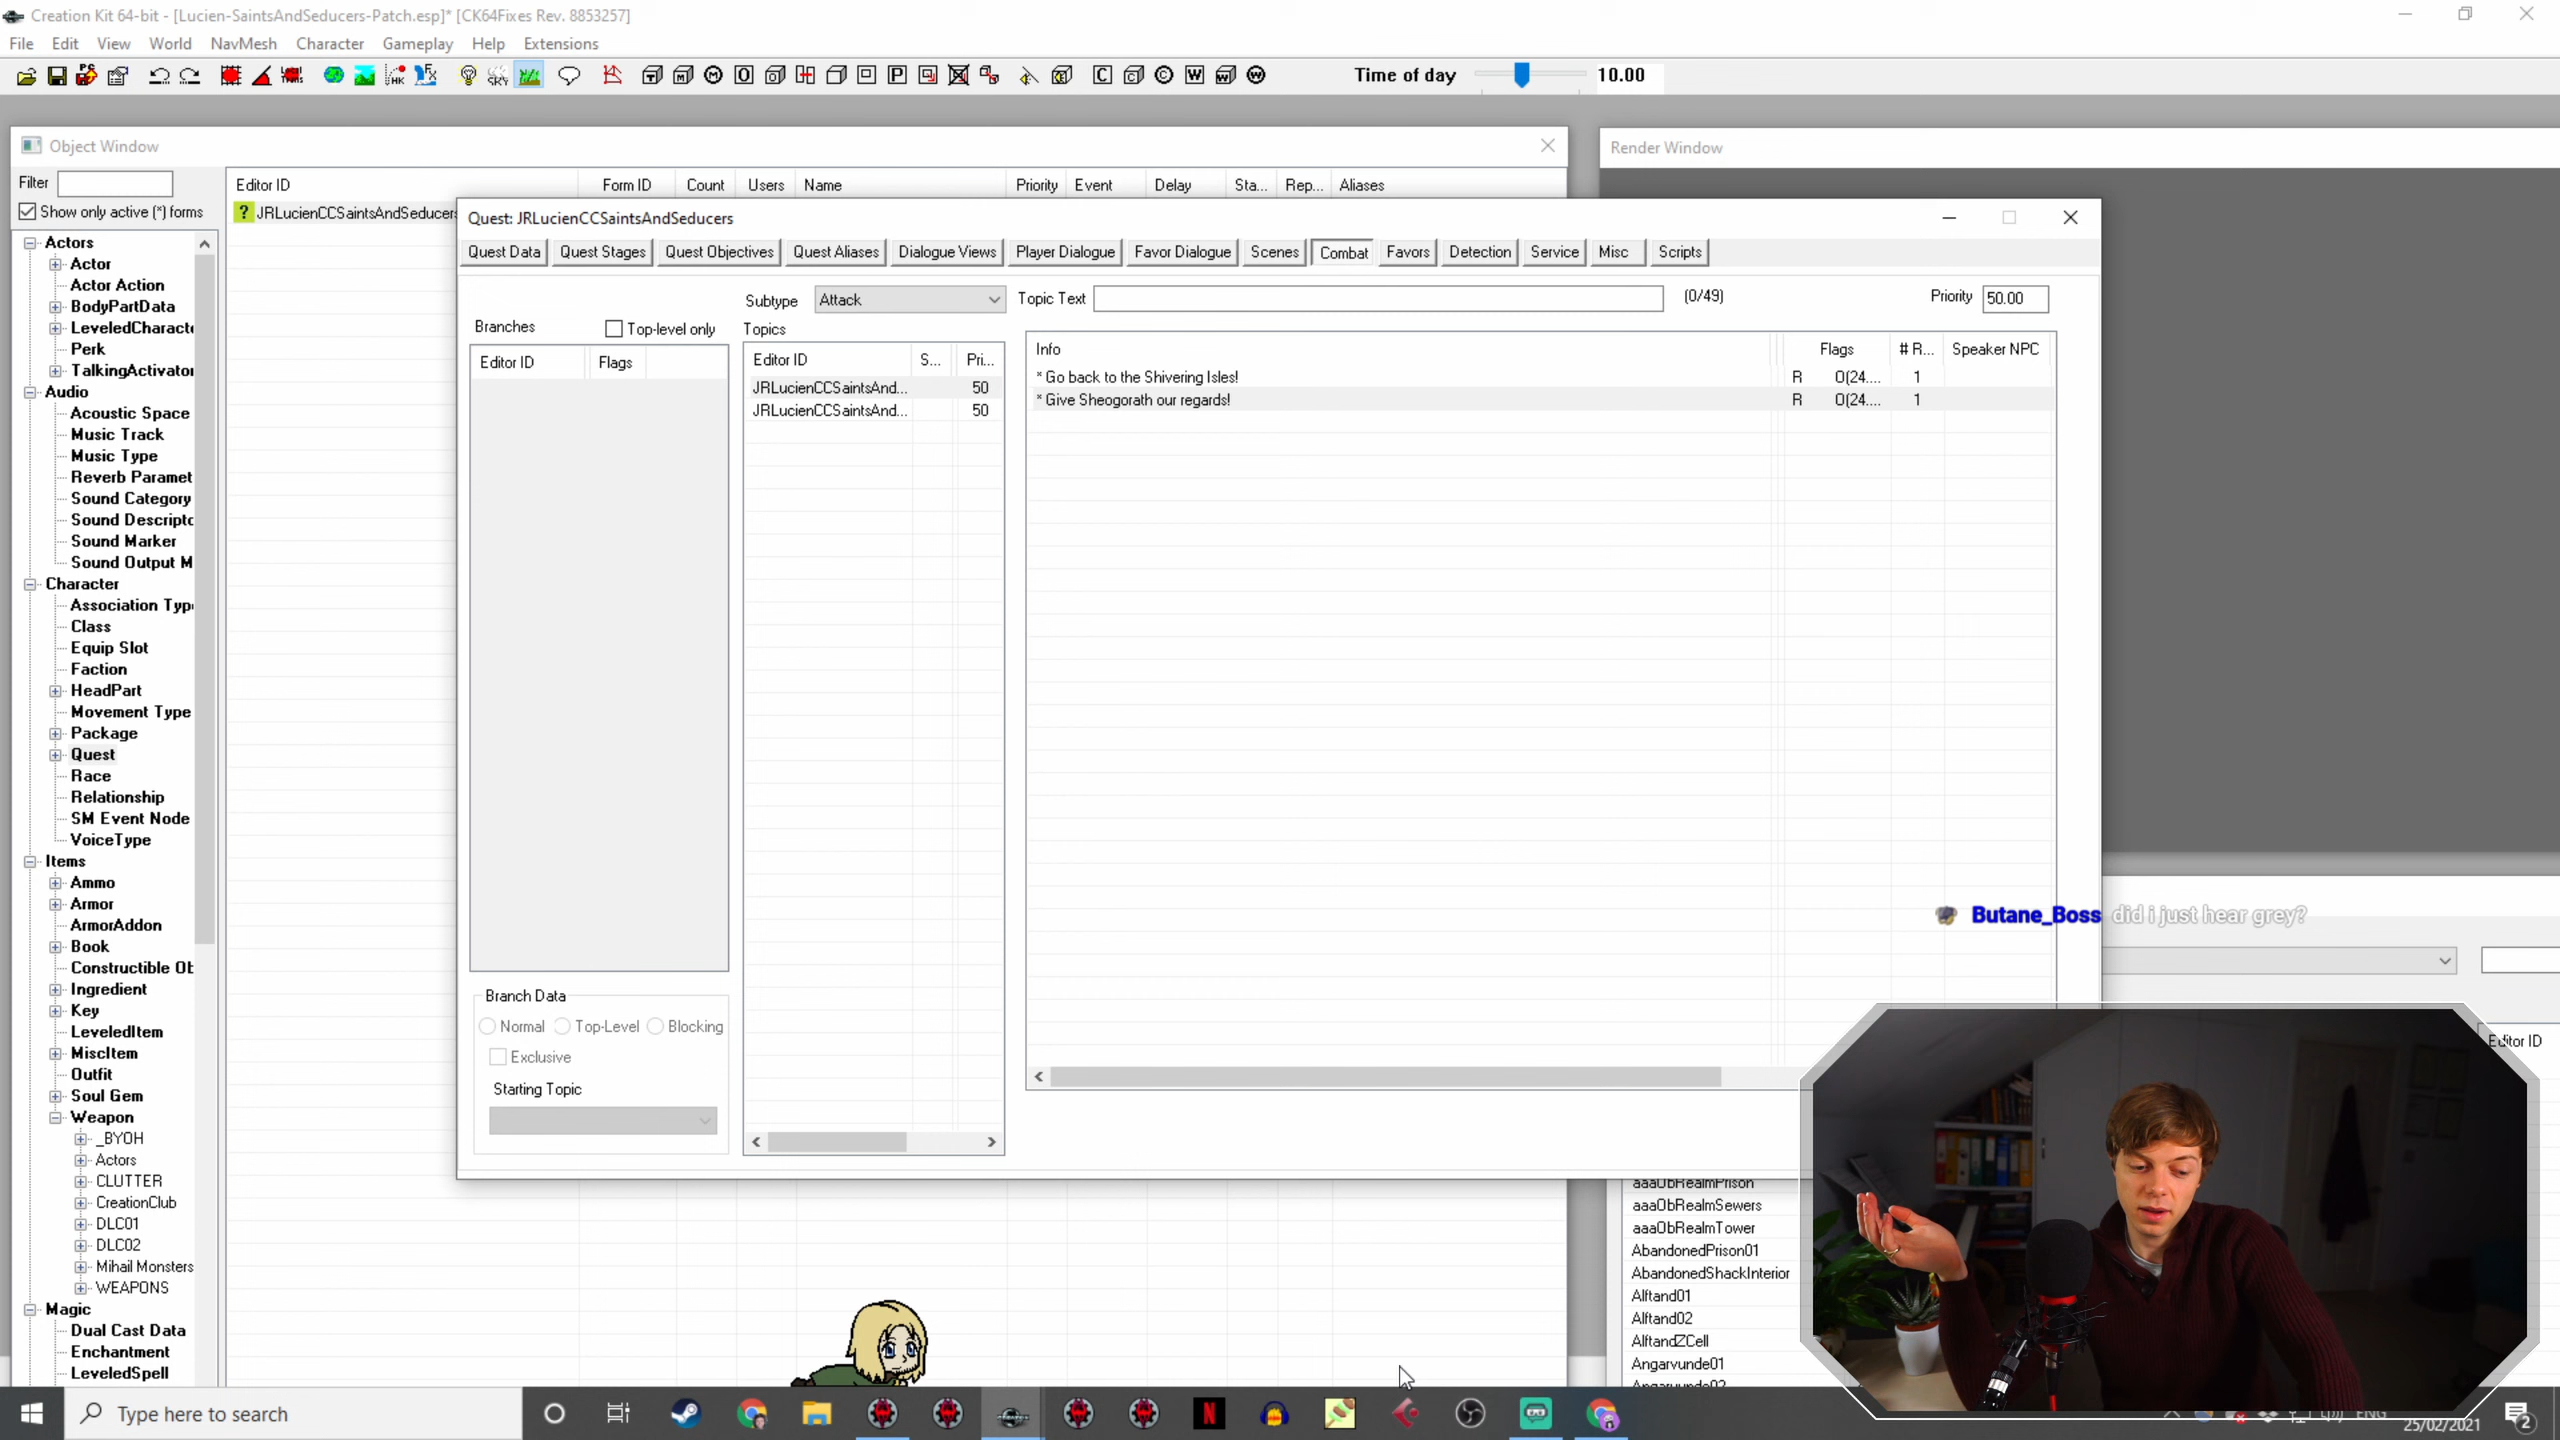 Creation Kit 64-bit - [Lucien-SaintsAndSeducers-Patch.esp]* [CK64Fixes Rev. 8853257]
File Edit View World NavMesh Character Gameplay Help Extensions
Time of day 10.00
Object Window
Render Window
Filter
Show only active (*) forms
Editor ID Form ID Count Users Name Priority Event Delay Sta... Rep... Aliases
JRLucienCCSaintsAndSeducers
Actors
Actor
Actor Action
BodyPartData
LeveledCharacte
Perk
TalkingActivator
Audio
Acoustic Space
Music Track
Music Type
Reverb Paramet
Sound Category
Sound Descripto
Sound Marker
Sound Output M
Character
Association Type
Class
Equip Slot
Faction
HeadPart
Movement Type
Package
Quest
Race
Relationship
SM Event Node
VoiceType
Items
Ammo
Armor
ArmorAddon
Book
Constructible Ob
Ingredient
Key
LeveledItem
MiscItem
Outfit
Soul Gem
Weapon
_BYOH
Actors
CLUTTER
CreationClub
DLC01
DLC02
Mihail Monsters
WEAPONS
Magic
Dual Cast Data
Enchantment
LeveledSpell
Quest: JRLucienCCSaintsAndSeducers
Quest Data Quest Stages Quest Objectives Quest Aliases Dialogue Views Player Dialogue Favor Dialogue Scenes Combat Favors Detection Service Misc Scripts
Subtype Attack Topic Text (0/49) Priority 50.00
Branches Top-level only Topics
Editor ID Flags
Editor ID S... Pri...
JRLucienCCSaintsAnd... 50
JRLucienCCSaintsAnd... 50
Info Flags # R... Speaker NPC
* Go back to the Shivering Isles! R O(24.... 1
* Give Sheogorath our regards! R O(24.... 1
Branch Data
Normal Top-Level Blocking
Exclusive
Starting Topic
Butane_Boss did i just hear grey?
Editor ID
aaaObRealmPrison
aaaObRealmSewers
aaaObRealmTower
AbandonedPrison01
AbandonedShackInterior
Alftand01
Alftand02
AlftandZCell
Angarvunde01
Angarvunde02
Type here to search
ENG
25/02/2021
2